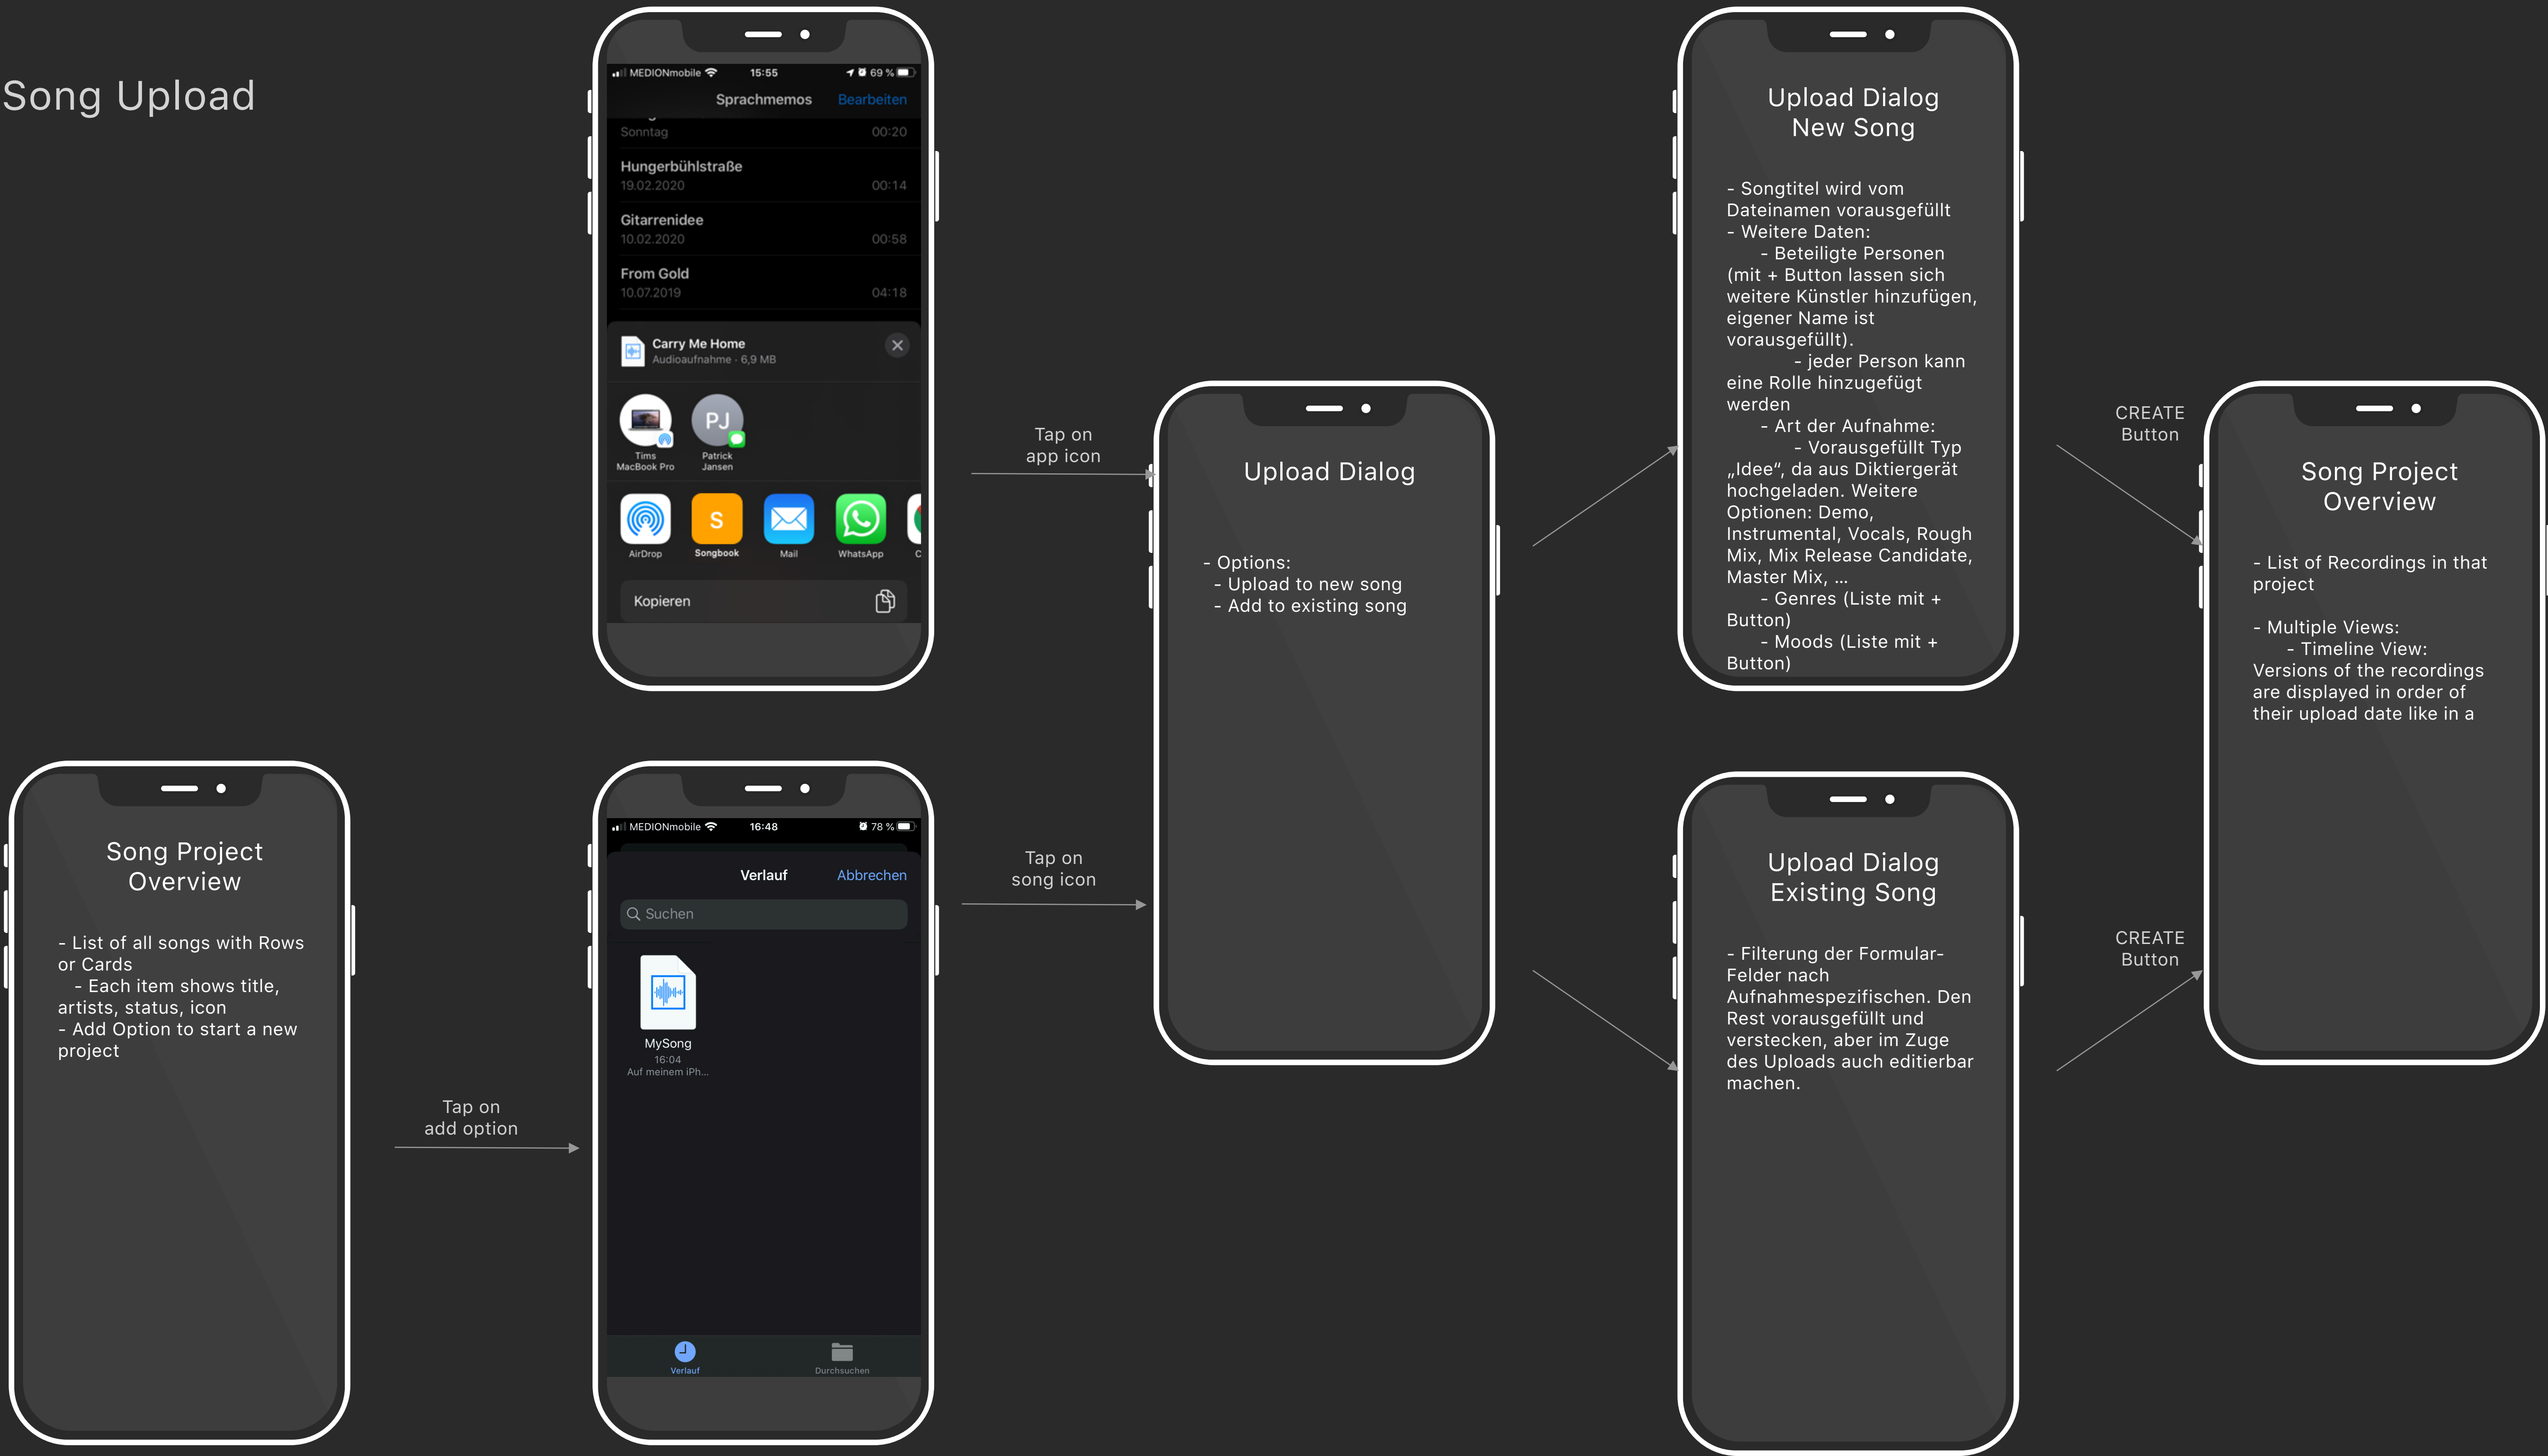 Song Upload
MEDIONmobile
15:55
69 %
Sprachmemos
Bearbeiten
Sonntag
00:20
Hungerbühlstraße
19.02.2020
00:14
Gitarrenidee
10.02.2020
00:58
From Gold
10.07.2019
04:18
Carry Me Home
Audioaufnahme · 6,9 MB
PJ
Tims
MacBook Pro
Patrick
Jansen
S
AirDrop
Songbook
Mail
WhatsApp
C
Kopieren
Tap on
app icon
Upload Dialog
- Options:
- Upload to new song
- Add to existing song
Upload Dialog
New Song
- Songtitel wird vom
Dateinamen vorausgefüllt
- Weitere Daten:
- Beteiligte Personen
(mit + Button lassen sich
weitere Künstler hinzufügen,
eigener Name ist
vorausgefüllt).
- jeder Person kann
eine Rolle hinzugefügt
werden
- Art der Aufnahme:
- Vorausgefüllt Typ
„Idee“, da aus Diktiergerät
hochgeladen. Weitere
Optionen: Demo,
Instrumental, Vocals, Rough
Mix, Mix Release Candidate,
Master Mix, ...
- Genres (Liste mit +
Button)
- Moods (Liste mit +
Button)
CREATE
Button
Song Project
Overview
- List of Recordings in that
project
- Multiple Views:
- Timeline View:
Versions of the recordings
are displayed in order of
their upload date like in a
Song Project
Overview
- List of all songs with Rows
or Cards
- Each item shows title,
artists, status, icon
- Add Option to start a new
project
Tap on
add option
MEDIONmobile
16:48
78 %
Verlauf
Abbrechen
Suchen
MySong
16:04
Auf meinem iPh...
Verlauf
Durchsuchen
Tap on
song icon
Upload Dialog
Existing Song
- Filterung der Formular-
Felder nach
Aufnahmespezifischen. Den
Rest vorausgefüllt und
verstecken, aber im Zuge
des Uploads auch editierbar
machen.
CREATE
Button